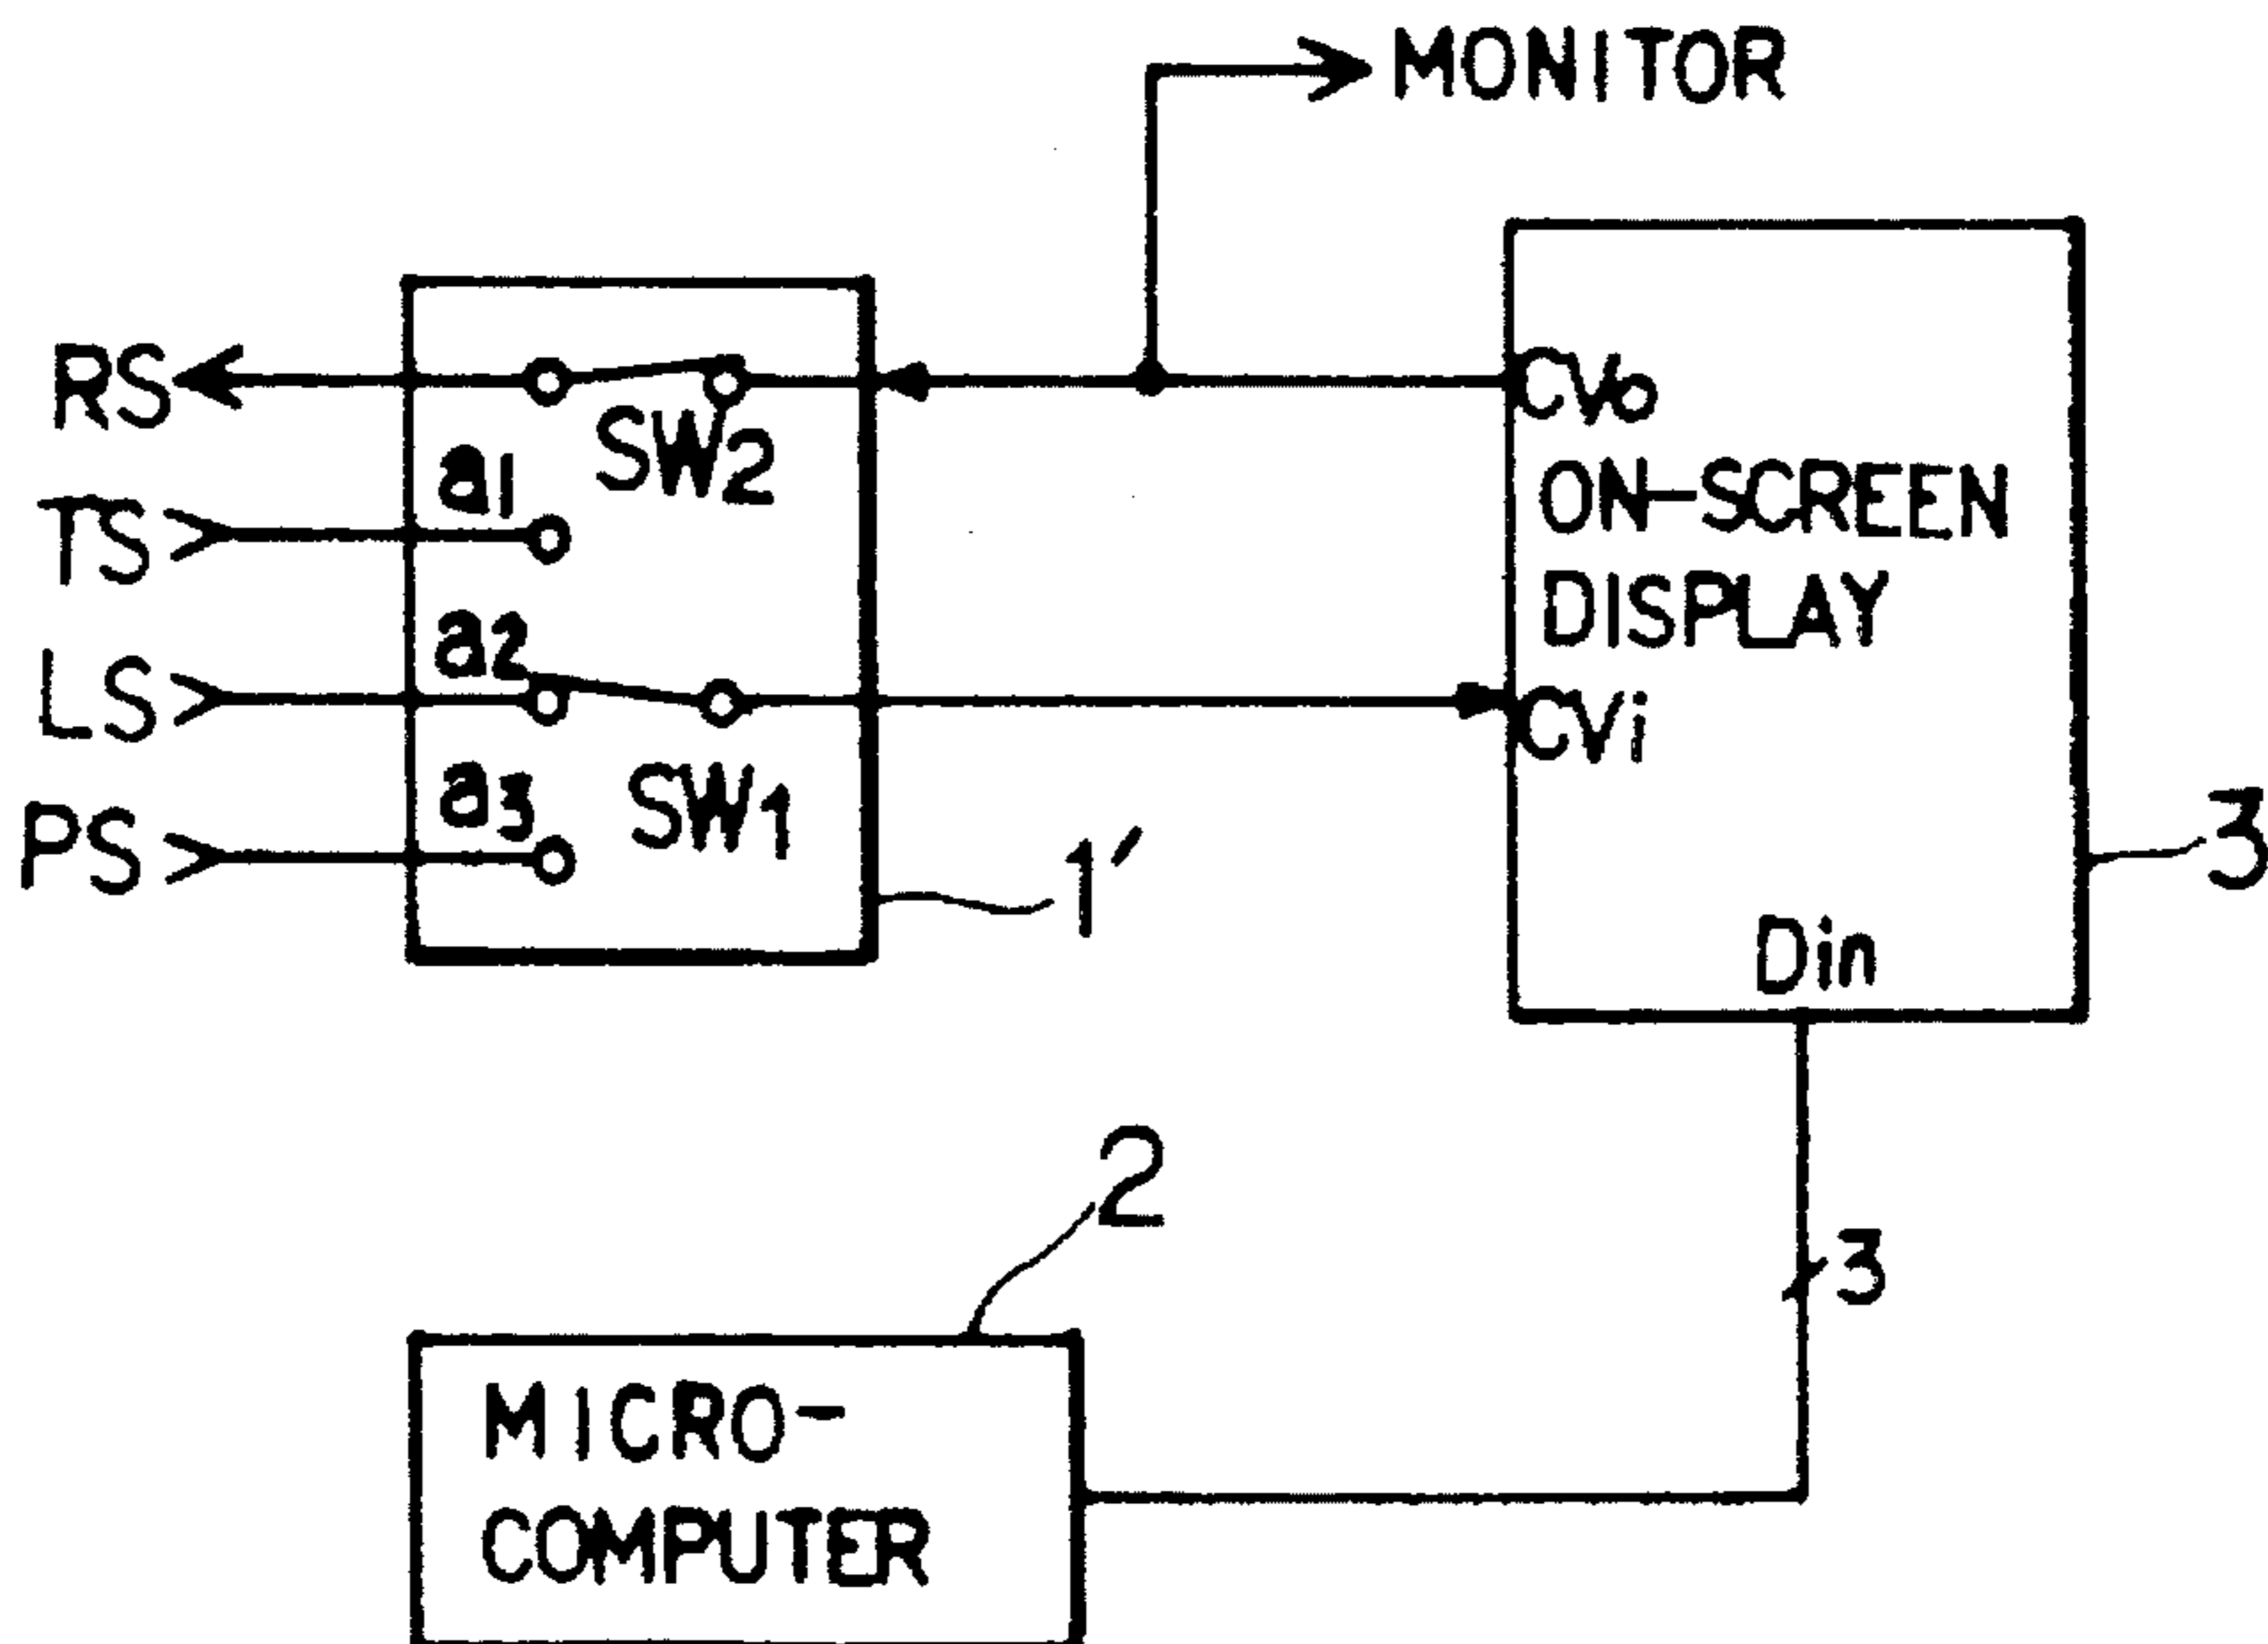 MONITOR
RS
SW2
CVo
a1
TS
ON-SCREEN
DISPLAY
a2
LS
CVi
a3
SW1
PS
1′
3
Din
2
3
MICRO-
COMPUTER